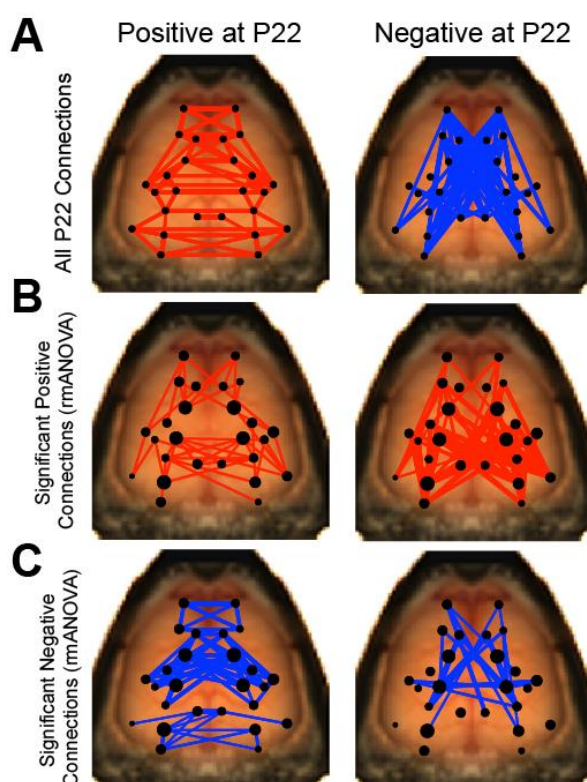 Positive at P22
Negative at P22
A
All P22 Connections
B
Significant Positive
Connections (rmANOVA)
C
Significant Negative
Connections (rmANOVA)